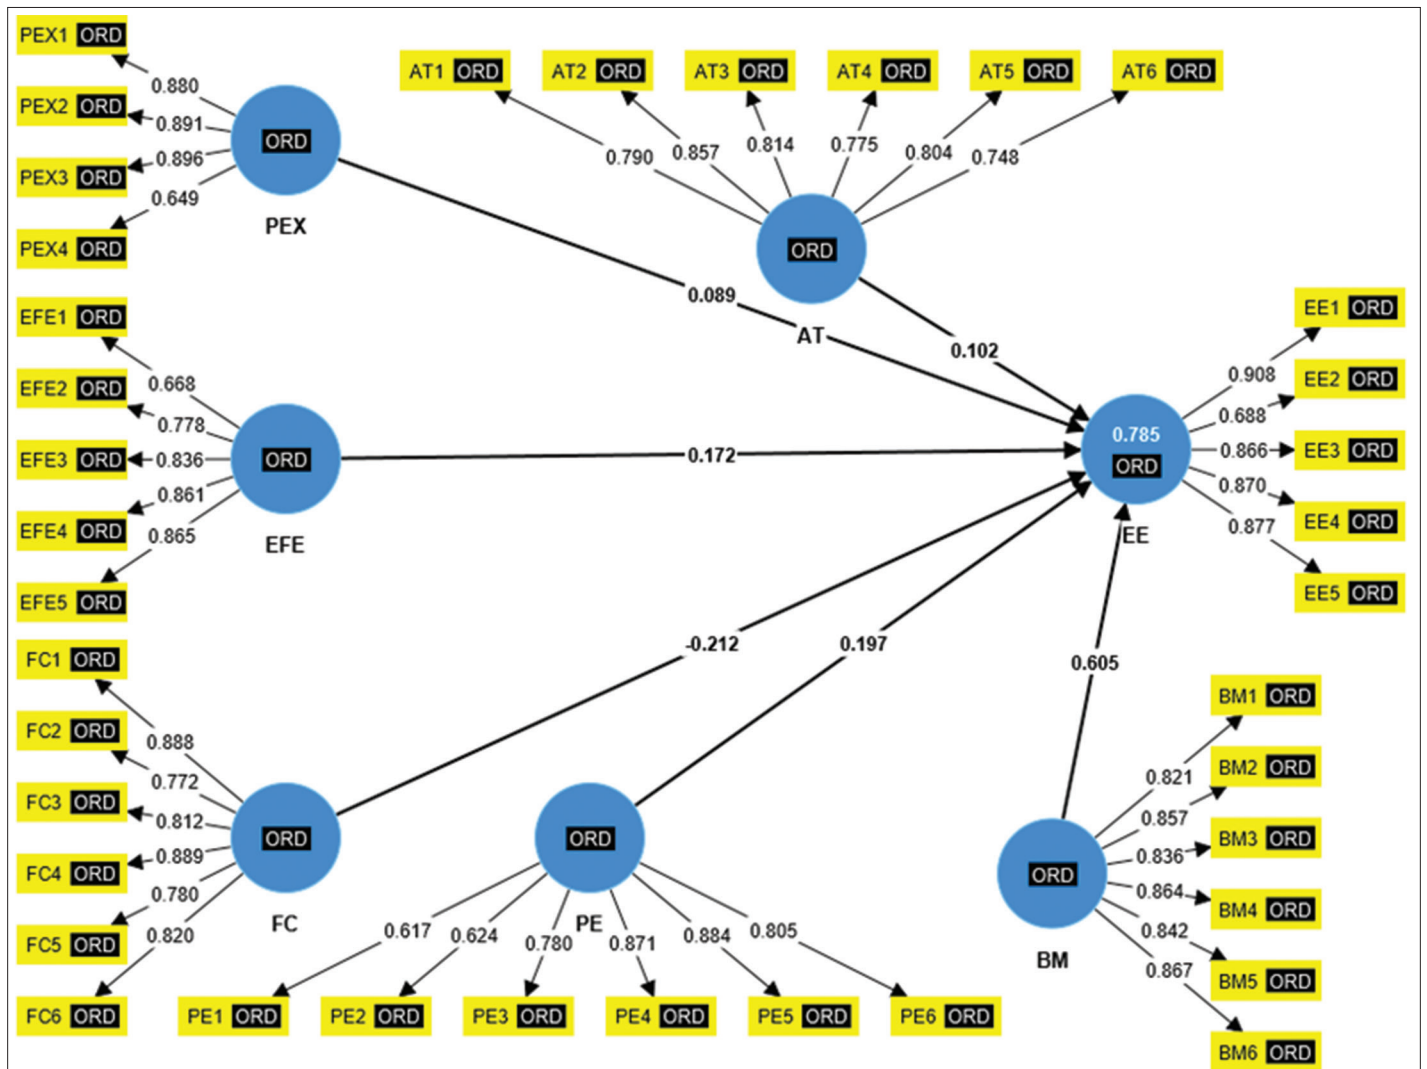 PEX1 ORD
0.880
PEX2 ORD
0.891
PEX3 ORD
0.896
PEX4 ORD
0.649
ORD
PEX
AT1 ORD
AT2 ORD
AT3 ORD
AT4 ORD
AT5 ORD
AT6 ORD
0.790
0.857
0.814
0.775
0.804
0.748
ORD
AT
0.089
0.102
EFE1 ORD
0.668
EFE2 ORD
0.778
EFE3 ORD
0.836
EFE4 ORD
0.861
EFE5 ORD
0.865
ORD
EFE
0.172
0.785
ORD
EE
EE1 ORD
0.908
EE2 ORD
0.688
EE3 ORD
0.866
EE4 ORD
0.870
EE5 ORD
0.877
FC1 ORD
0.888
FC2 ORD
0.772
FC3 ORD
0.812
FC4 ORD
0.889
FC5 ORD
0.780
FC6 ORD
0.820
ORD
FC
-0.212
0.197
0.605
ORD
PE
0.617
0.624
0.780
0.871
0.884
0.805
PE1 ORD
PE2 ORD
PE3 ORD
PE4 ORD
PE5 ORD
PE6 ORD
ORD
BM
BM1 ORD
0.821
BM2 ORD
0.857
BM3 ORD
0.836
BM4 ORD
0.864
BM5 ORD
0.842
BM6 ORD
0.867